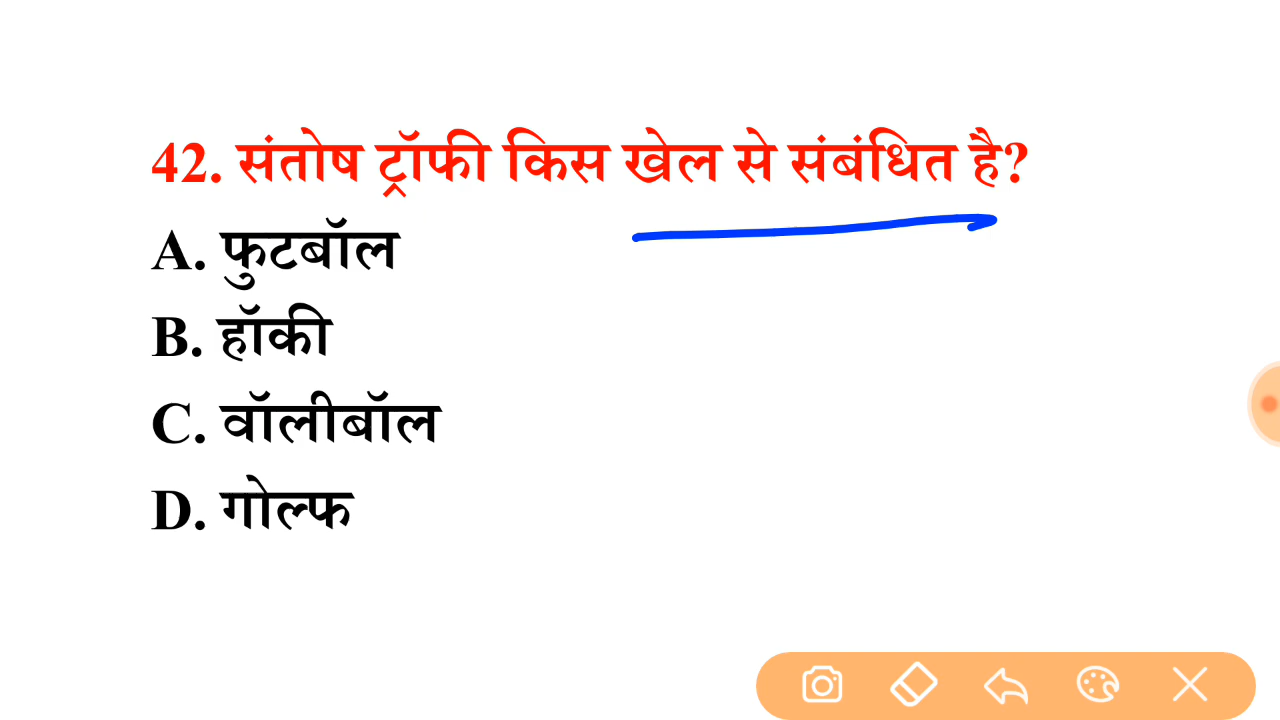 42. संतोष ट्रॉफी किस खेल से संबंधित है?
A. फुटबॉल
B. हॉकी
C. वॉलीबॉल
D. गोल्फ